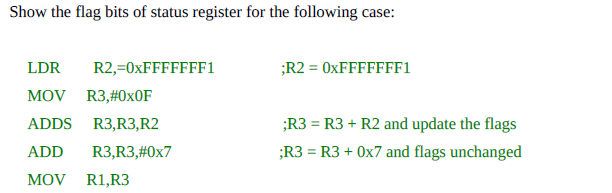 Show the flag bits of status register for the following case:
LDR R2,=0xFFFFFFF1 ;R2 = 0xFFFFFFF1
MOV R3,#0x0F
ADDS R3,R3,R2 ;R3 = R3 + R2 and update the flags
ADD R3,R3,#0x7 ;R3 = R3 + 0x7 and flags unchanged
MOV R1,R3